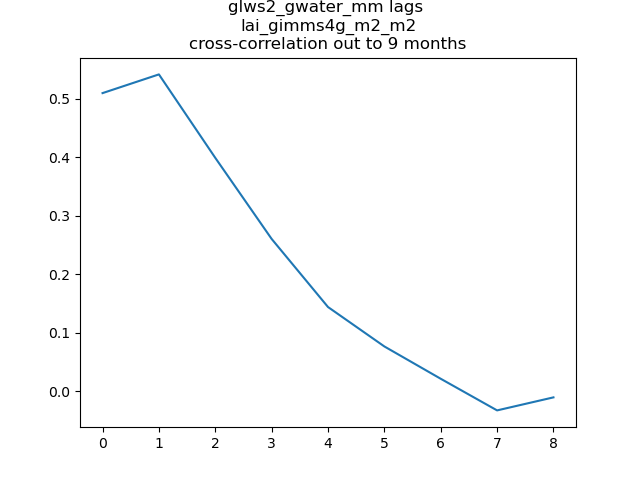 glws2_gwater_mm lags
lai_gimms4g_m2_m2
cross-correlation out to 9 months
0.5
0.4
0.3
0.2
0.1
0.0
0 1 2 3 4 5 6 7 8